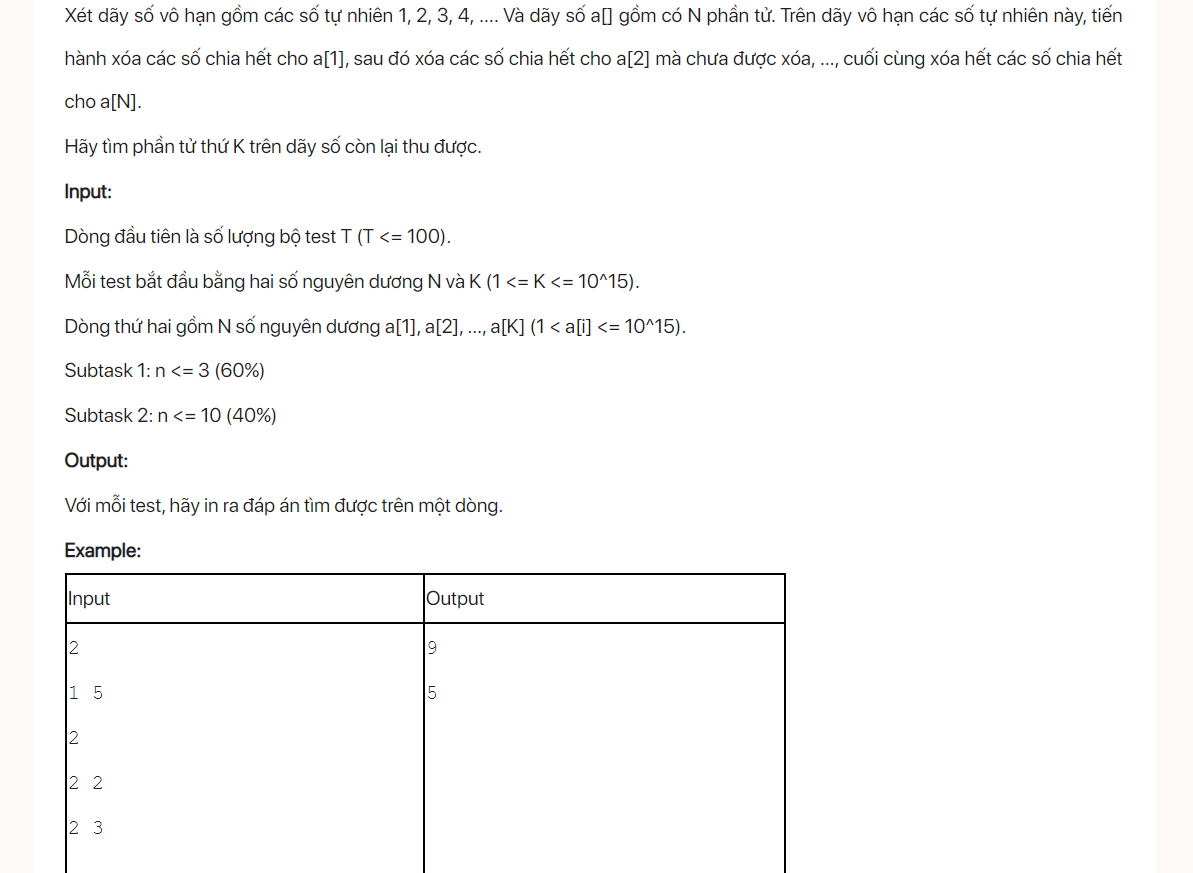 Xét dãy số vô hạn gồm các số tự nhiên 1, 2, 3, 4, .... Và dãy số a[] gồm có N phần tử. Trên dãy vô hạn các số tự nhiên này, tiến
hành xóa các số chia hết cho a[1], sau đó xóa các số chia hết cho a[2] mà chưa được xóa, ..., cuối cùng xóa hết các số chia hết
cho a[N].
Hãy tìm phần tử thứ K trên dãy số còn lại thu được.
Input:
Dòng đầu tiên là số lượng bộ test T (T <= 100).
Mỗi test bắt đầu bằng hai số nguyên dương N và K (1 <= K <= 10^15).
Dòng thứ hai gồm N số nguyên dương a[1], a[2], ..., a[K] (1 < a[i] <= 10^15).
Subtask 1: n <= 3 (60%)
Subtask 2: n <= 10 (40%)
Output:
Với mỗi test, hãy in ra đáp án tìm được trên một dòng.
Example:
Input Output
2 9
1 5 5
2
2 2
2 3